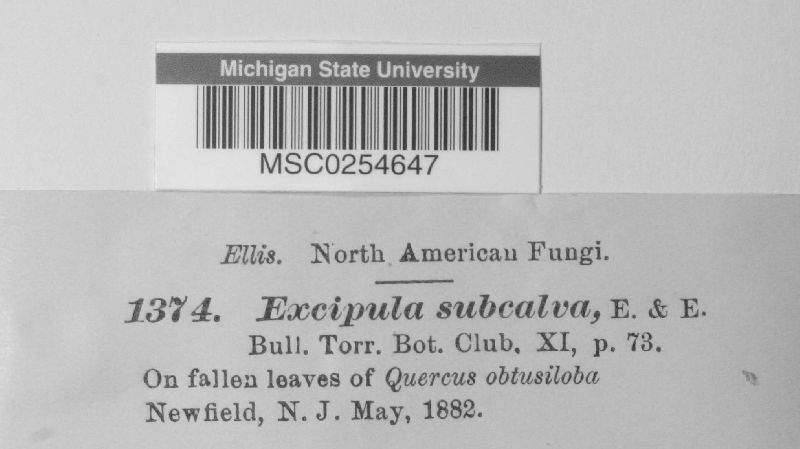 Michigan State University
MSC0254647
Ellis. North American Fungi.
1374. Excipula subcalva, E. & E.
Bull. Torr. Bot. Club. XI, p. 73.
On fallen leaves of Quercus obtusiloba
Newfield, N. J. May, 1882.